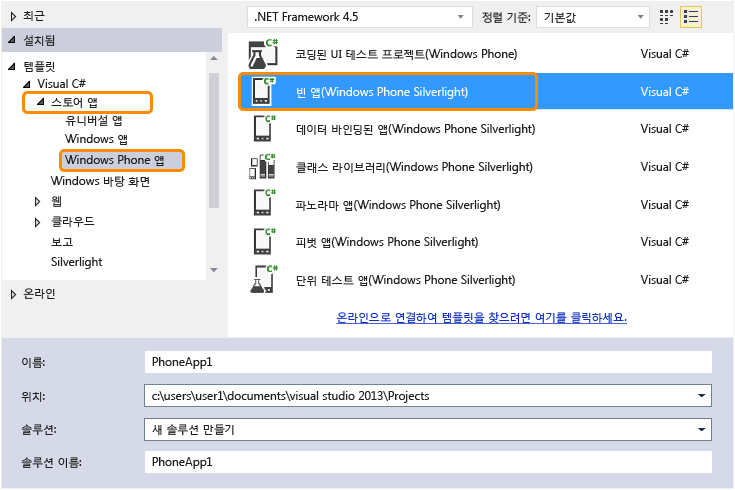 최근
.NET Framework 4.5
정렬 기준:
기본값
설치됨
템플릿
Visual C#
스토어 앱
유니버설 앱
Windows 앱
Windows Phone 앱
Windows 바탕 화면
웹
클라우드
보고
Silverlight
온라인
코딩된 UI 테스트 프로젝트(Windows Phone) Visual C#
빈 앱(Windows Phone Silverlight) Visual C#
데이터 바인딩된 앱(Windows Phone Silverlight) Visual C#
클래스 라이브러리(Windows Phone Silverlight) Visual C#
파노라마 앱(Windows Phone Silverlight) Visual C#
피벗 앱(Windows Phone Silverlight) Visual C#
단위 테스트 앱(Windows Phone Silverlight) Visual C#
온라인으로 연결하여 템플릿을 찾으려면 여기를 클릭하세요.
이름: PhoneApp1
위치: c:\users\user1\documents\visual studio 2013\Projects
솔루션: 새 솔루션 만들기
솔루션 이름: PhoneApp1